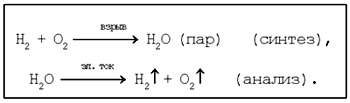 взрыв
H₂ + O₂ ⟶ H₂O (пар) (синтез),
эл. ток
H₂O ⟶ H₂↑ + O₂↑ (анализ).